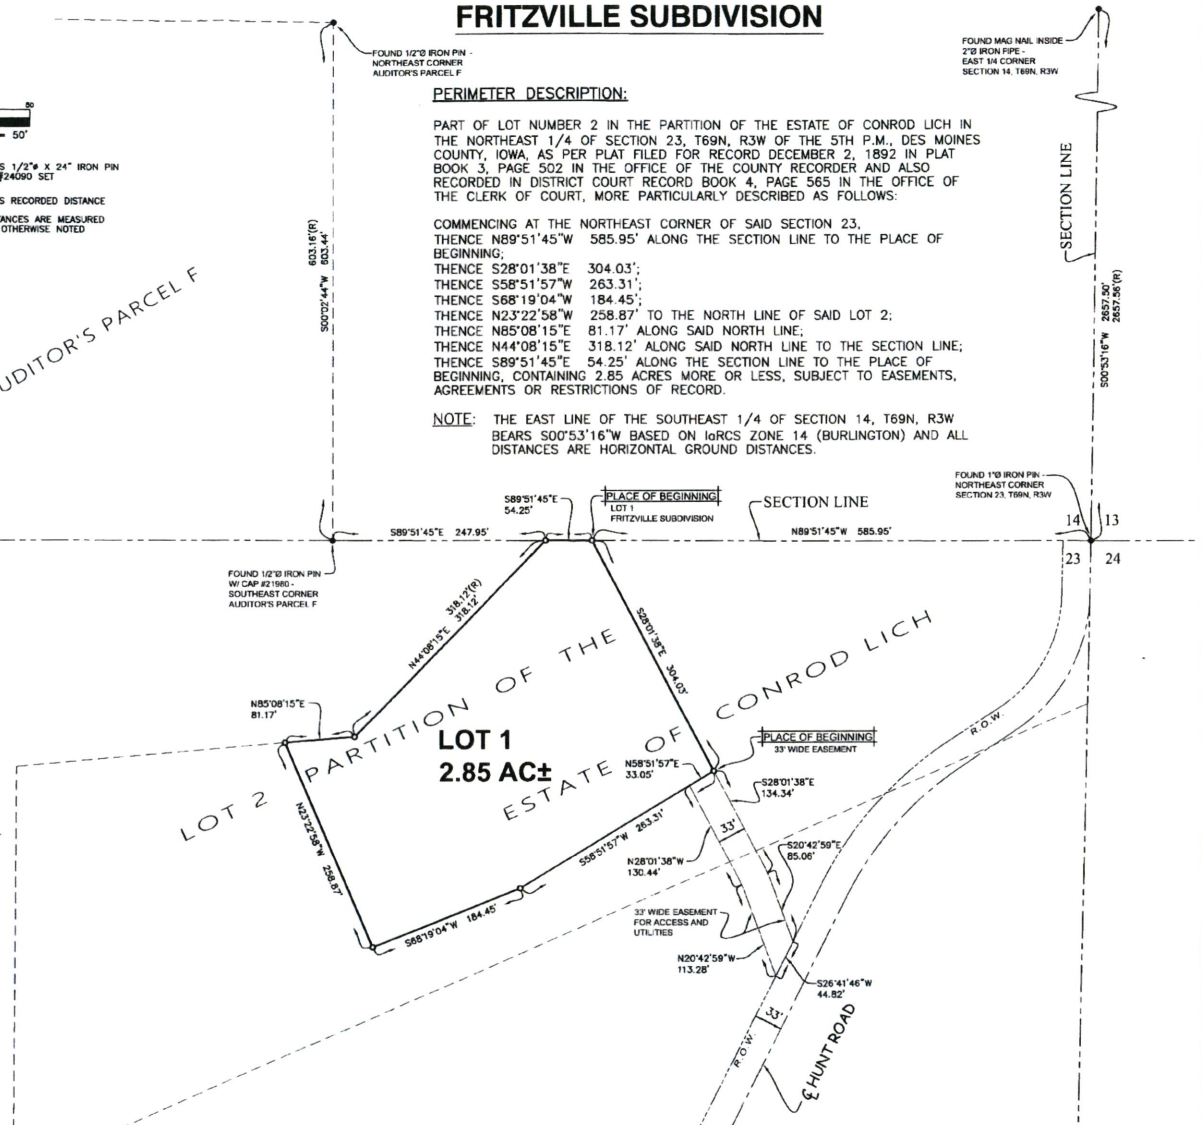 FRITZVILLE SUBDIVISION
FOUND 1/2"Ø IRON PIN -
NORTHEAST CORNER
AUDITOR'S PARCEL F
FOUND MAG NAIL INSIDE
2"Ø IRON PIPE -
EAST 1/4 CORNER
SECTION 14, T69N, R3W
50
50'
S 1/2"Ø X 24" IRON PIN
#24090 SET
S RECORDED DISTANCE
ANCES ARE MEASURED
OTHERWISE NOTED
PERIMETER DESCRIPTION:
PART OF LOT NUMBER 2 IN THE PARTITION OF THE ESTATE OF CONROD LICH IN
THE NORTHEAST 1/4 OF SECTION 23, T69N, R3W OF THE 5TH P.M., DES MOINES
COUNTY, IOWA, AS PER PLAT FILED FOR RECORD DECEMBER 2, 1892 IN PLAT
BOOK 3, PAGE 502 IN THE OFFICE OF THE COUNTY RECORDER AND ALSO
RECORDED IN DISTRICT COURT RECORD BOOK 4, PAGE 565 IN THE OFFICE OF
THE CLERK OF COURT, MORE PARTICULARLY DESCRIBED AS FOLLOWS:
COMMENCING AT THE NORTHEAST CORNER OF SAID SECTION 23,
THENCE N89°51'45"W 585.95' ALONG THE SECTION LINE TO THE PLACE OF
BEGINNING;
THENCE S28°01'38"E 304.03';
THENCE S58°51'57"W 263.31';
THENCE S68°19'04"W 184.45';
THENCE N23°22'58"W 258.87' TO THE NORTH LINE OF SAID LOT 2;
THENCE N85°08'15"E 81.17' ALONG SAID NORTH LINE;
THENCE N44°08'15"E 318.12' ALONG SAID NORTH LINE TO THE SECTION LINE;
THENCE S89°51'45"E 54.25' ALONG THE SECTION LINE TO THE PLACE OF
BEGINNING, CONTAINING 2.85 ACRES MORE OR LESS, SUBJECT TO EASEMENTS,
AGREEMENTS OR RESTRICTIONS OF RECORD.
NOTE: THE EAST LINE OF THE SOUTHEAST 1/4 OF SECTION 14, T69N, R3W
BEARS S00°53'16"W BASED ON IaRCS ZONE 14 (BURLINGTON) AND ALL
DISTANCES ARE HORIZONTAL GROUND DISTANCES.
603.16'(R)
S00°02'44"W 603.44'
UDITOR'S PARCEL F
SECTION LINE
S00°53'16"W 2657.50'
2657.56'(R)
S89°51'45"E
54.25'
PLACE OF BEGINNING
LOT 1
FRITZVILLE SUBDIVISION
SECTION LINE
FOUND 1"Ø IRON PIN -
NORTHEAST CORNER
SECTION 23, T69N, R3W
14 13
23 24
S89°51'45"E 247.95'
N89°51'45"W 585.95'
FOUND 1/2"Ø IRON PIN
W/ CAP #21980 -
SOUTHEAST CORNER
AUDITOR'S PARCEL F
318.12'(R)
N44°08'15"E 318.12'
S28°01'38"E 304.03'
N85°08'15"E
81.17'
LOT 2 PARTITION OF THE
ESTATE OF CONROD LICH
LOT 1
2.85 AC±
N58°51'57"E
33.05'
PLACE OF BEGINNING
33' WIDE EASEMENT
S28°01'38"E
134.34'
R.O.W.
N23°22'58"W 258.87'
S58°51'57"W 263.31'
33'
S20°42'59"E
85.06'
N28°01'38"W
130.44'
S68°19'04"W 184.45'
33' WIDE EASEMENT
FOR ACCESS AND
UTILITIES
N20°42'59"W
113.28'
S26°41'46"W
44.82'
33'
R.O.W.
℄ HUNT ROAD